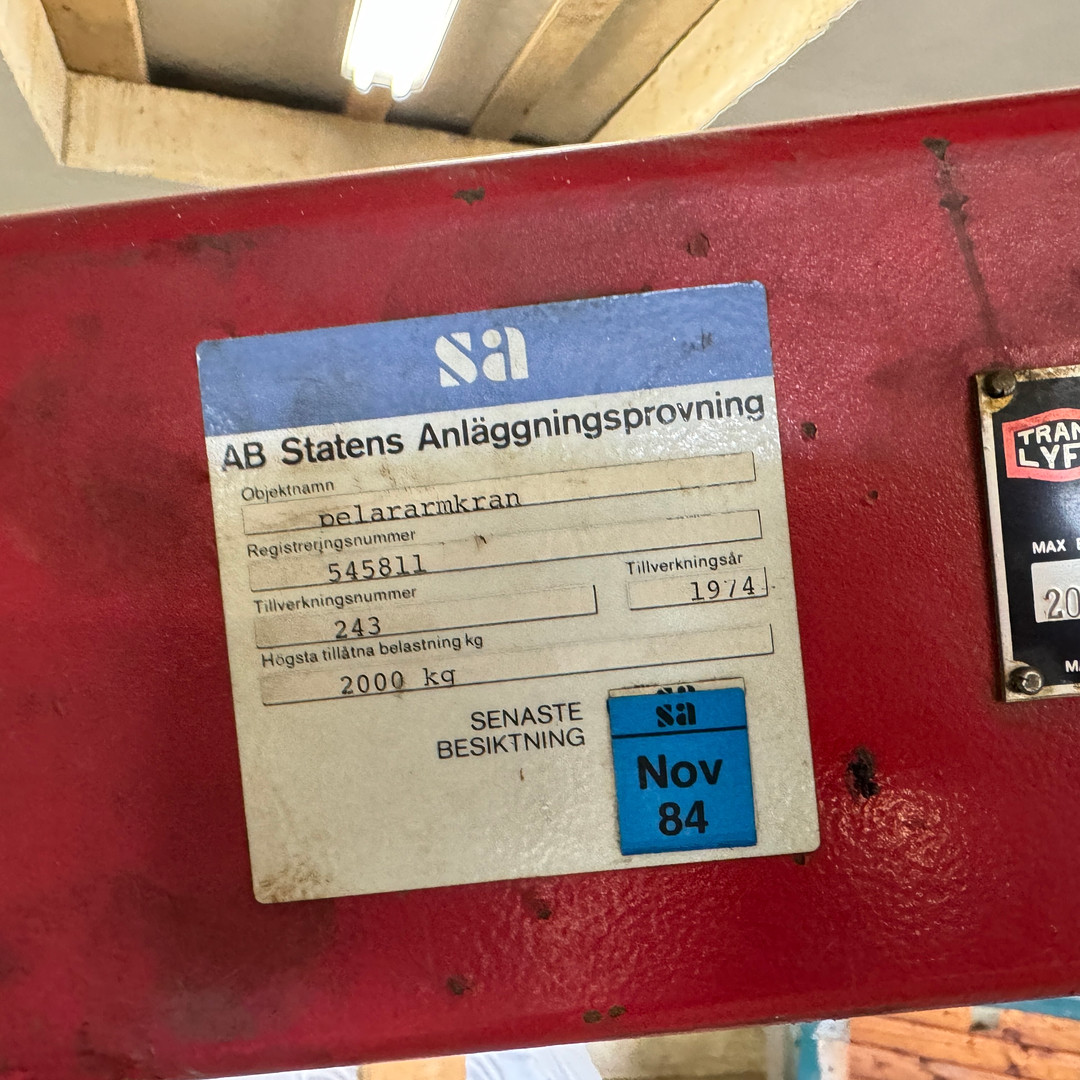 sa
AB Statens Anläggningsprovning
Objektnamn
pelararmkran
Registreringsnummer
545811
Tillverkningsnummer
243
Tillverkningsår
1974
Högsta tillåtna belastning kg
2000 kg
SENASTE
BESIKTNING
sa
Nov
84
MAX
20